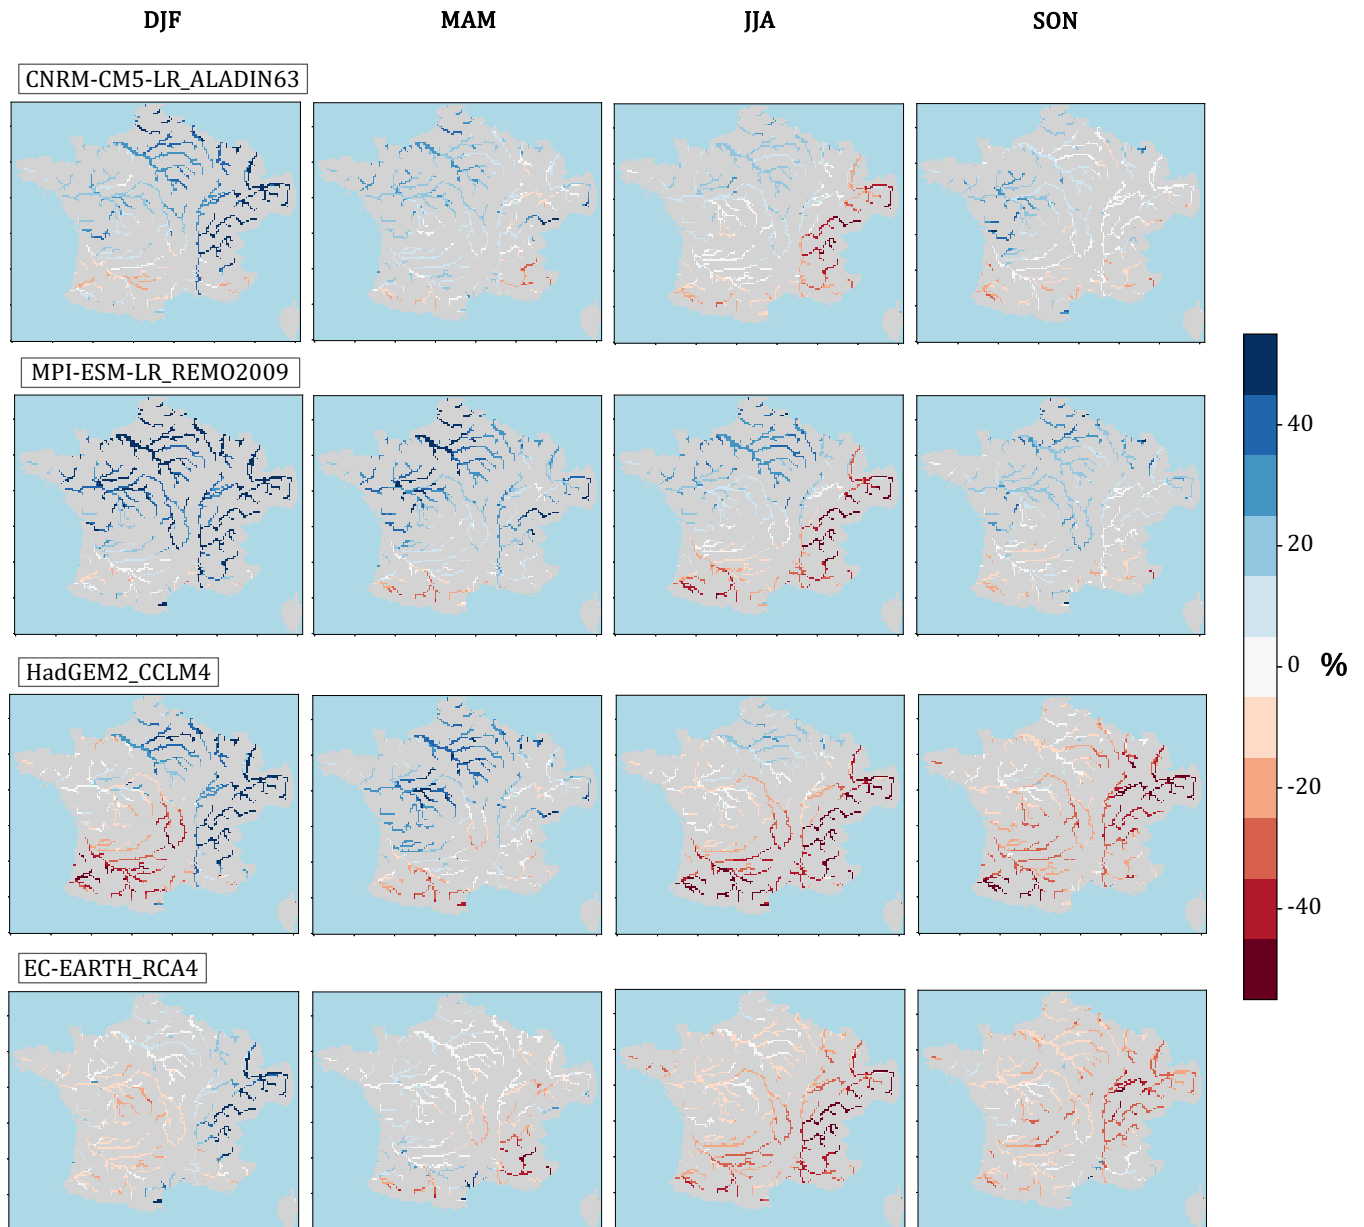 DJF MAM JJA SON
CNRM-CM5-LR_ALADIN63
MPI-ESM-LR_REMO2009
HadGEM2_CCLM4
EC-EARTH_RCA4
40
20
0 %
-20
-40